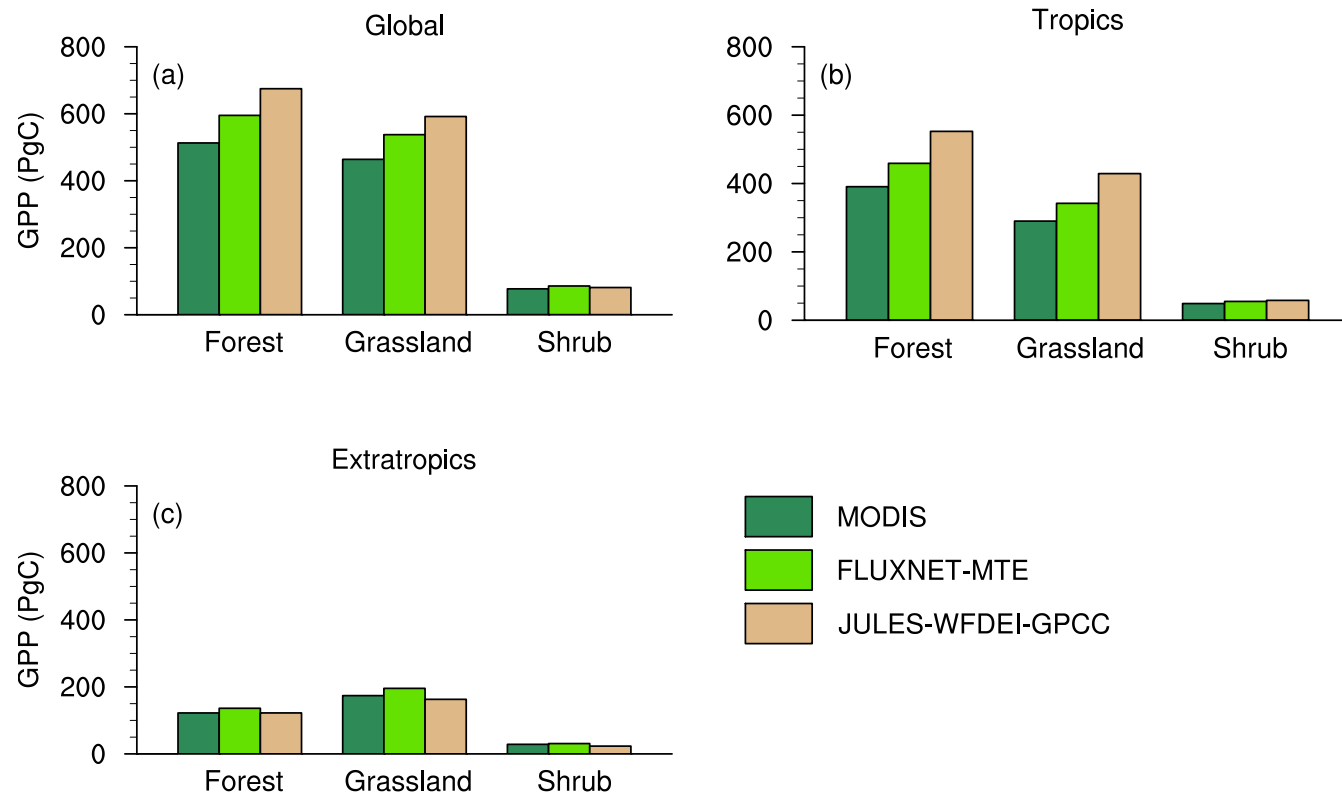 Global
(a)
GPP (PgC)
800
600
400
200
0
Forest Grassland Shrub
Tropics
(b)
800
600
400
200
0
Forest Grassland Shrub
Extratropics
(c)
GPP (PgC)
800
600
400
200
0
Forest Grassland Shrub
MODIS
FLUXNET-MTE
JULES-WFDEI-GPCC